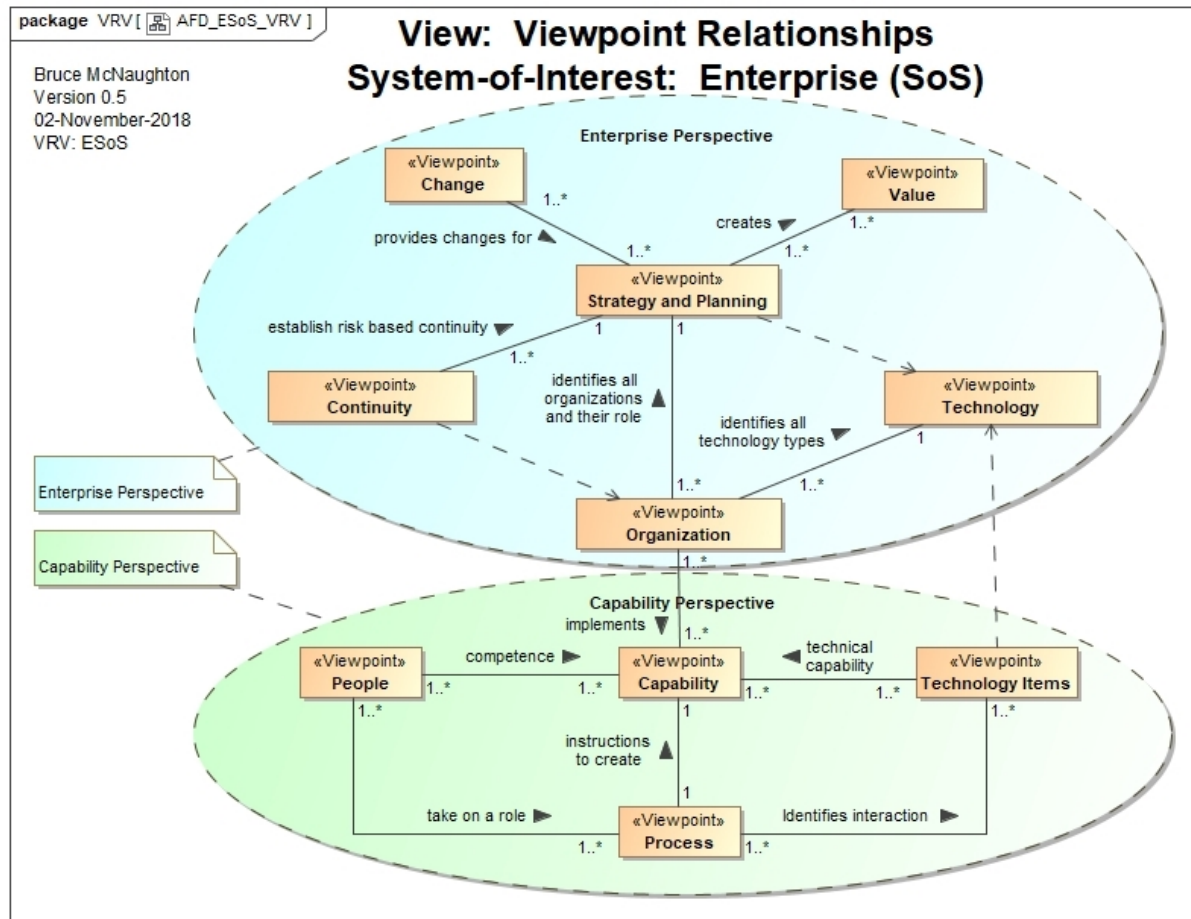 package VRV [ AFD_ESoS_VRV ]
View: Viewpoint Relationships
System-of-Interest: Enterprise (SoS)
Bruce McNaughton
Version 0.5
02-November-2018
VRV: ESoS
Enterprise Perspective
«Viewpoint»
Change
1..*
«Viewpoint»
Value
1..*
provides changes for
creates
1..*
1..*
«Viewpoint»
Strategy and Planning
establish risk based continuity
1
1
1..*
«Viewpoint»
Continuity
identifies all
organizations
and their role
«Viewpoint»
Technology
identifies all
technology types
1
1..*
1..*
«Viewpoint»
Organization
1..*
Enterprise Perspective
Capability Perspective
Capability Perspective
implements
1..*
«Viewpoint»
People
1..*
1..*
competence
1..*
«Viewpoint»
Capability
1
1..*
technical
capability
1..*
«Viewpoint»
Technology Items
1..*
instructions
to create
1
take on a role
1..*
«Viewpoint»
Process
1..*
Identifies interaction